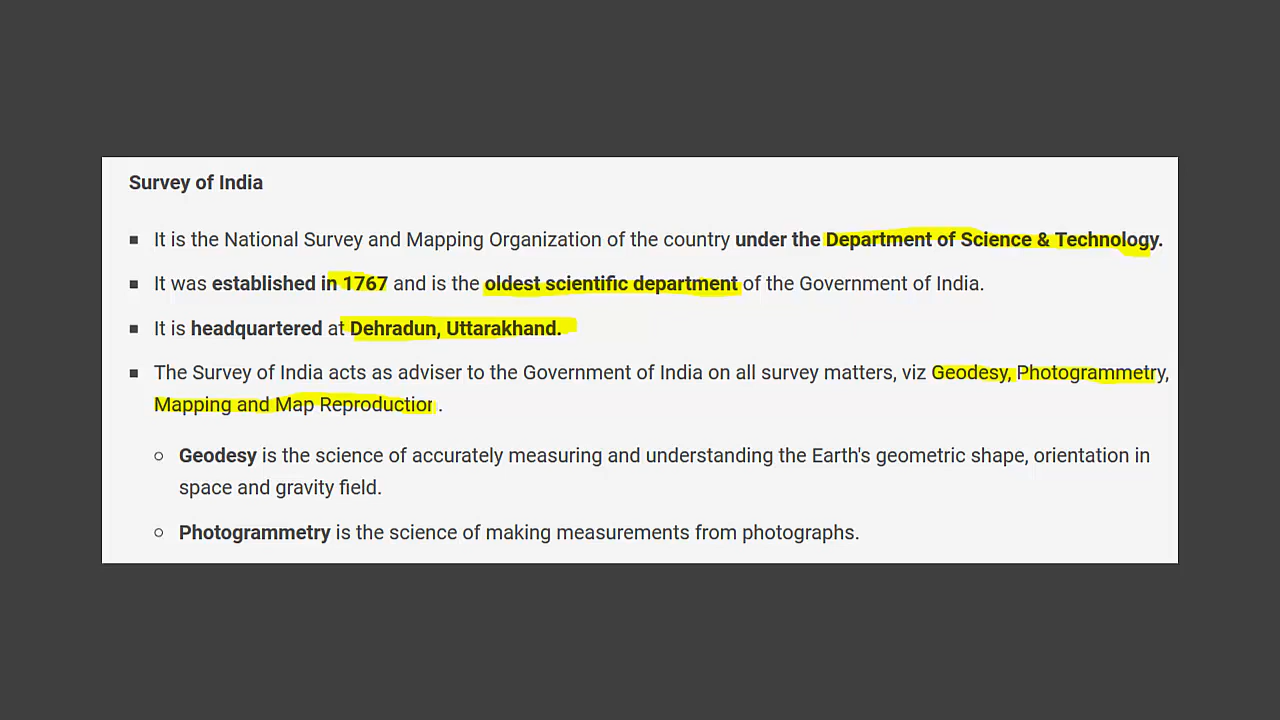 Survey of India
▪ It is the National Survey and Mapping Organization of the country under the Department of Science & Technology.
▪ It was established in 1767 and is the oldest scientific department of the Government of India.
▪ It is headquartered at Dehradun, Uttarakhand.
▪ The Survey of India acts as adviser to the Government of India on all survey matters, viz Geodesy, Photogrammetry,
Mapping and Map Reproduction.
○ Geodesy is the science of accurately measuring and understanding the Earth's geometric shape, orientation in
space and gravity field.
○ Photogrammetry is the science of making measurements from photographs.